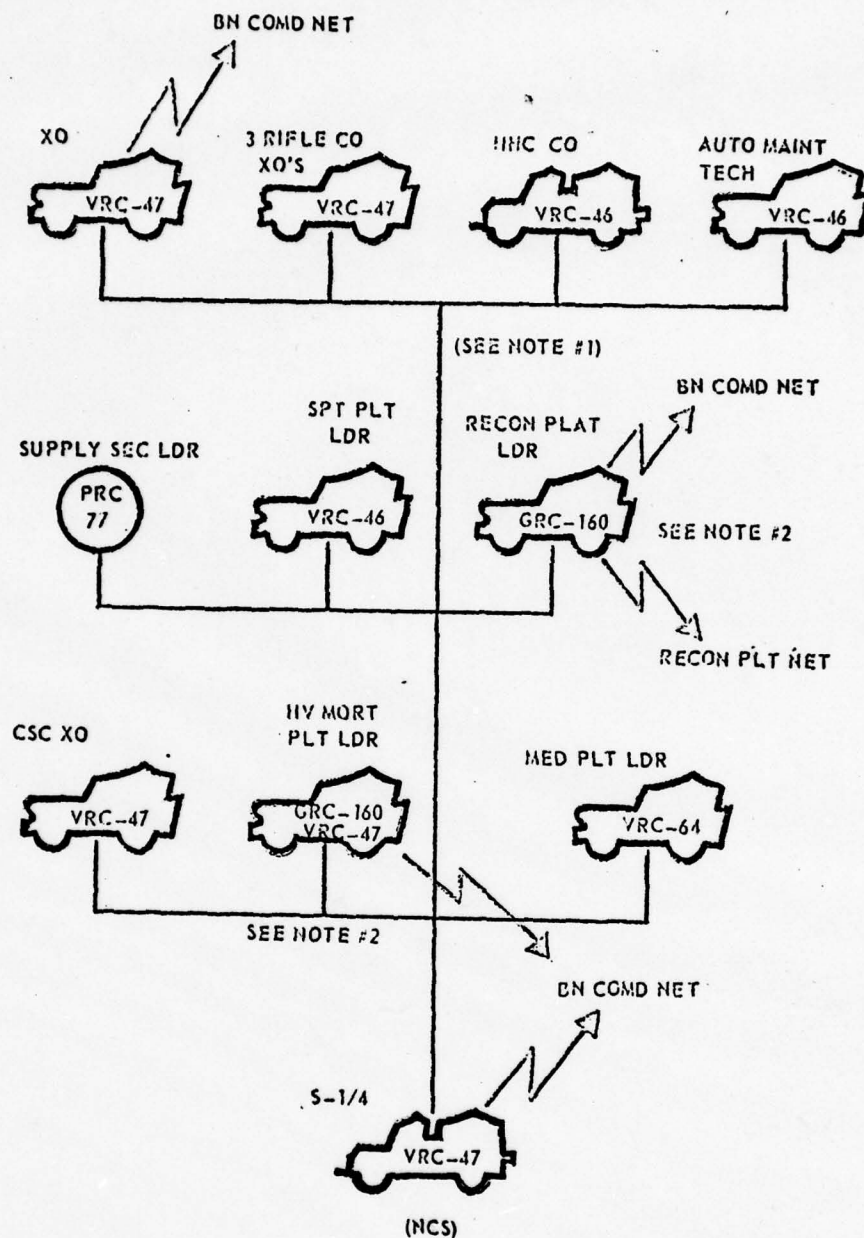 BN COMD NET
XO
3 RIFLE CO
XO'S
HHC CO
AUTO MAINT
TECH
VRC-47
VRC-47
VRC-46
VRC-46
(SEE NOTE #1)
BN COMD NET
SPT PLT
LDR
RECON PLAT
LDR
SUPPLY SEC LDR
PRC
77
VRC-46
GRC-160
SEE NOTE #2
RECON PLT NET
CSC XO
HV MORT
PLT LDR
MED PLT LDR
VRC-47
GRC-160
VRC-47
VRC-64
SEE NOTE #2
BN COMD NET
S-1/4
VRC-47
(NCS)